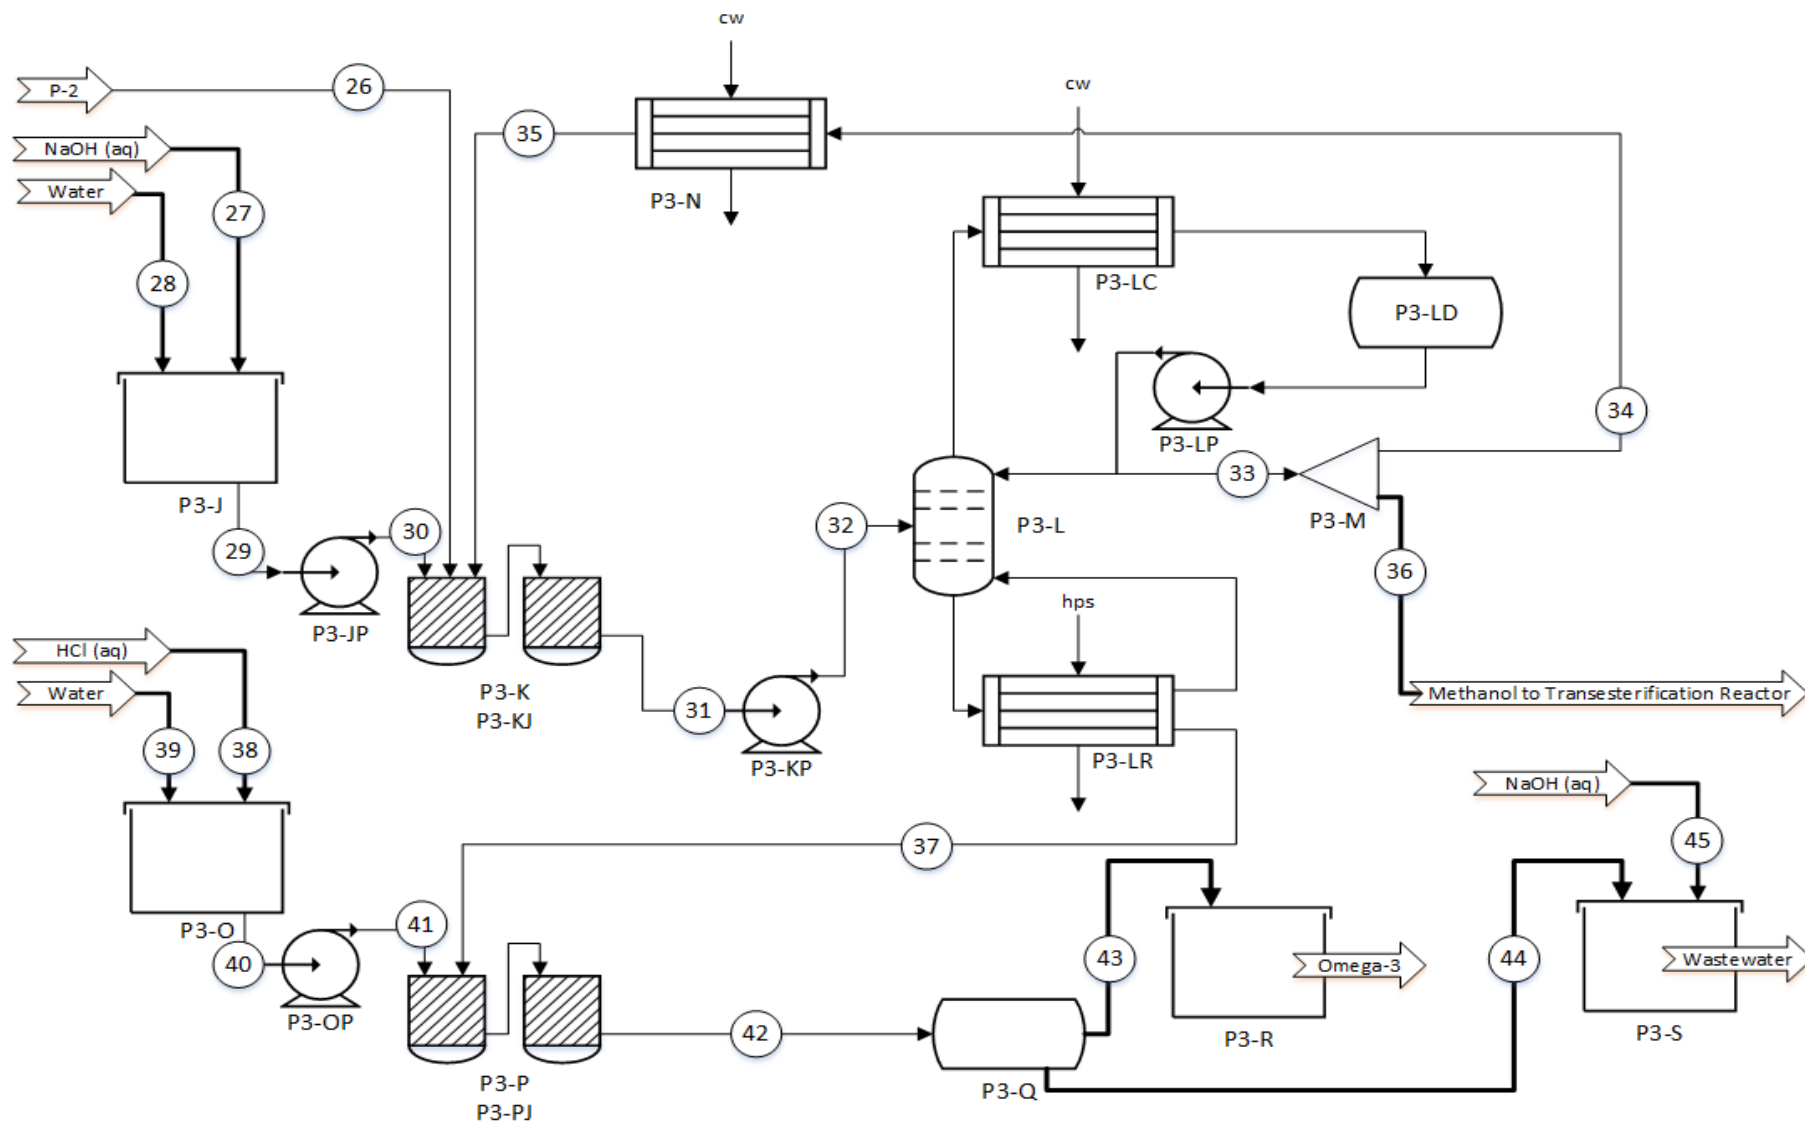 cw
P-2
26
cw
NaOH (aq)
35
Water
P3-N
27
28
P3-LC
P3-LD
34
P3-LP
33
P3-J
32
P3-L
P3-M
30
29
36
hps
P3-JP
HCl (aq)
P3-K
P3-KJ
Water
Methanol to Transesterification Reactor
31
39
38
P3-KP
P3-LR
NaOH (aq)
37
45
41
P3-O
43
44
40
Omega-3
Wastewater
P3-OP
42
P3-R
P3-S
P3-P
P3-PJ
P3-Q